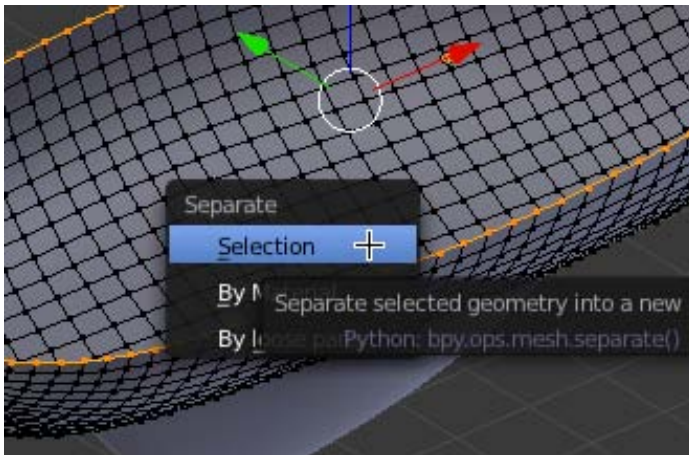 Separate
Selection
By
Separate selected geometry into a new
By
Python: bpy.ops.mesh.separate()